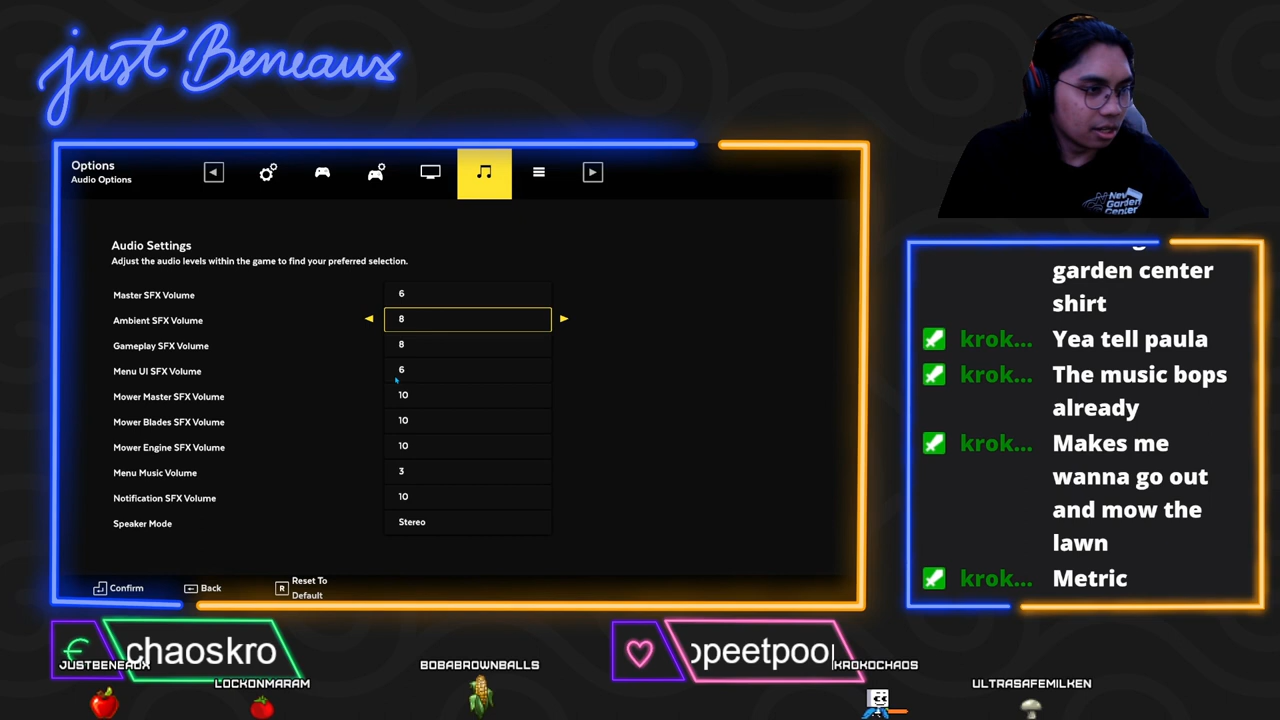 just Beneaux
Options
Audio Options
Audio Settings
Adjust the audio levels within the game to find your preferred selection.
Master SFX Volume 6
Ambient SFX Volume 8
Gameplay SFX Volume 8
Menu UI SFX Volume 6
Mower Master SFX Volume 10
Mower Blades SFX Volume 10
Mower Engine SFX Volume 10
Menu Music Volume 3
Notification SFX Volume 10
Speaker Mode Stereo
Confirm
Back
R Reset To
Default
New
Garden
Center
garden center
shirt
krok... Yea tell paula
krok... The music bops
already
krok... Makes me
wanna go out
and mow the
lawn
krok... Metric
€ chaoskro
opeetpoo
JUSTBENEAUX
LOCKONMARAM
BOBABROWNBALLS
KROKOCHAOS
ULTRASAFEMILKEN